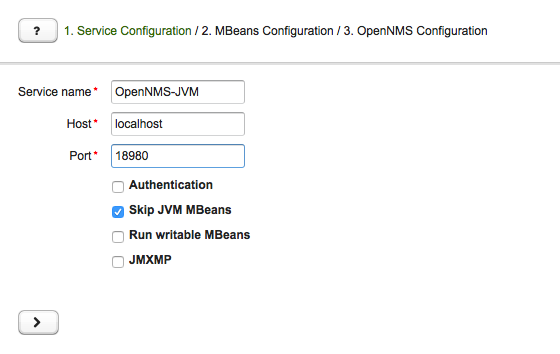 ? 1. Service Configuration / 2. MBeans Configuration / 3. OpenNMS Configuration
Service name* OpenNMS-JVM
Host* localhost
Port* 18980
Authentication
Skip JVM MBeans
Run writable MBeans
JMXMP